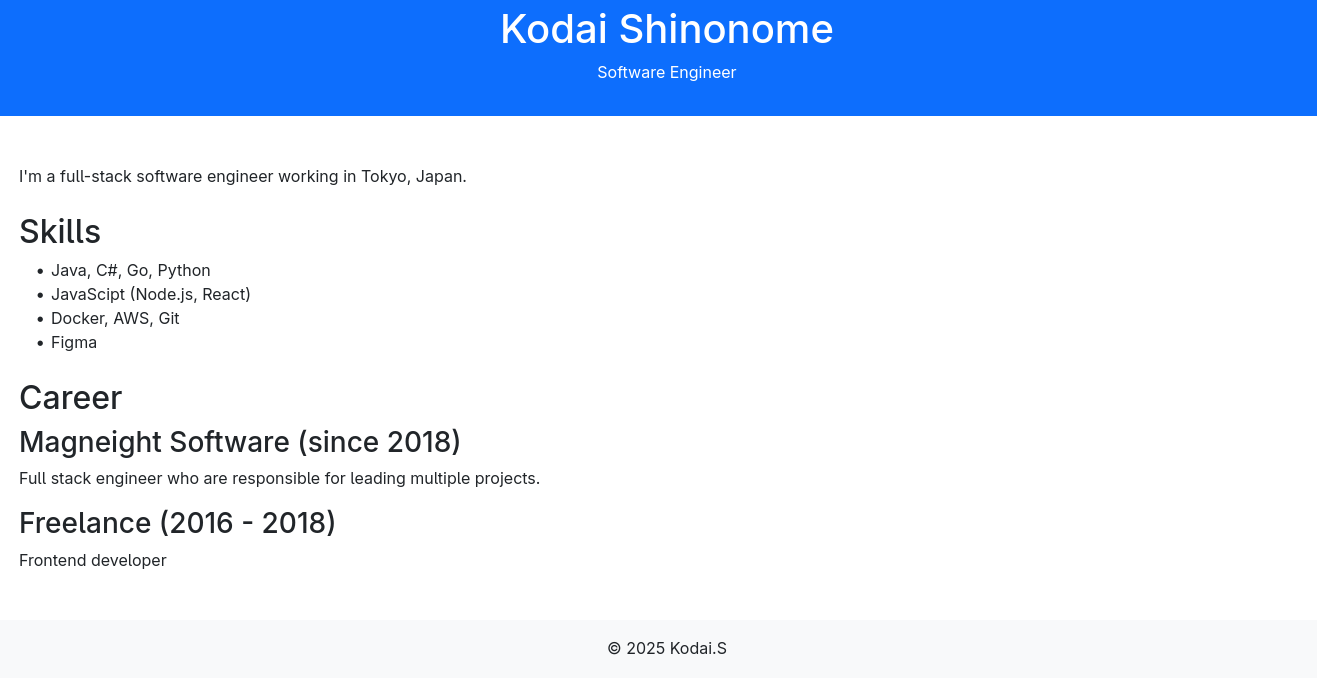 Kodai Shinonome
Software Engineer
I'm a full-stack software engineer working in Tokyo, Japan.
Skills
• Java, C#, Go, Python
• JavaScipt (Node.js, React)
• Docker, AWS, Git
• Figma
Career
Magneight Software (since 2018)
Full stack engineer who are responsible for leading multiple projects.
Freelance (2016 - 2018)
Frontend developer
© 2025 Kodai.S